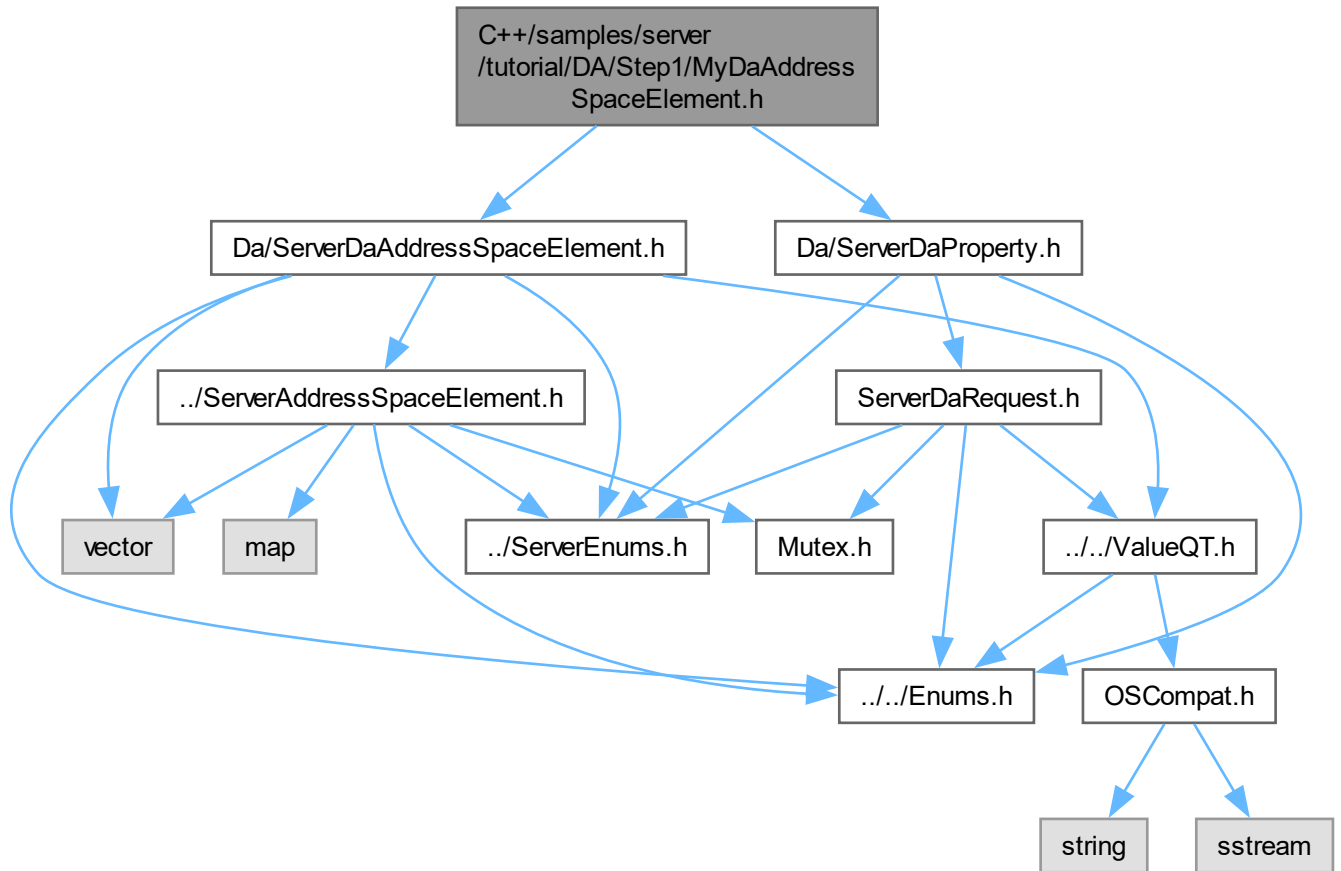 C++/samples/server
/tutorial/DA/Step1/MyDaAddress
SpaceElement.h
Da/ServerDaAddressSpaceElement.h
Da/ServerDaProperty.h
../ServerAddressSpaceElement.h
ServerDaRequest.h
vector
map
../ServerEnums.h
Mutex.h
../../ValueQT.h
../../Enums.h
OSCompat.h
string
sstream